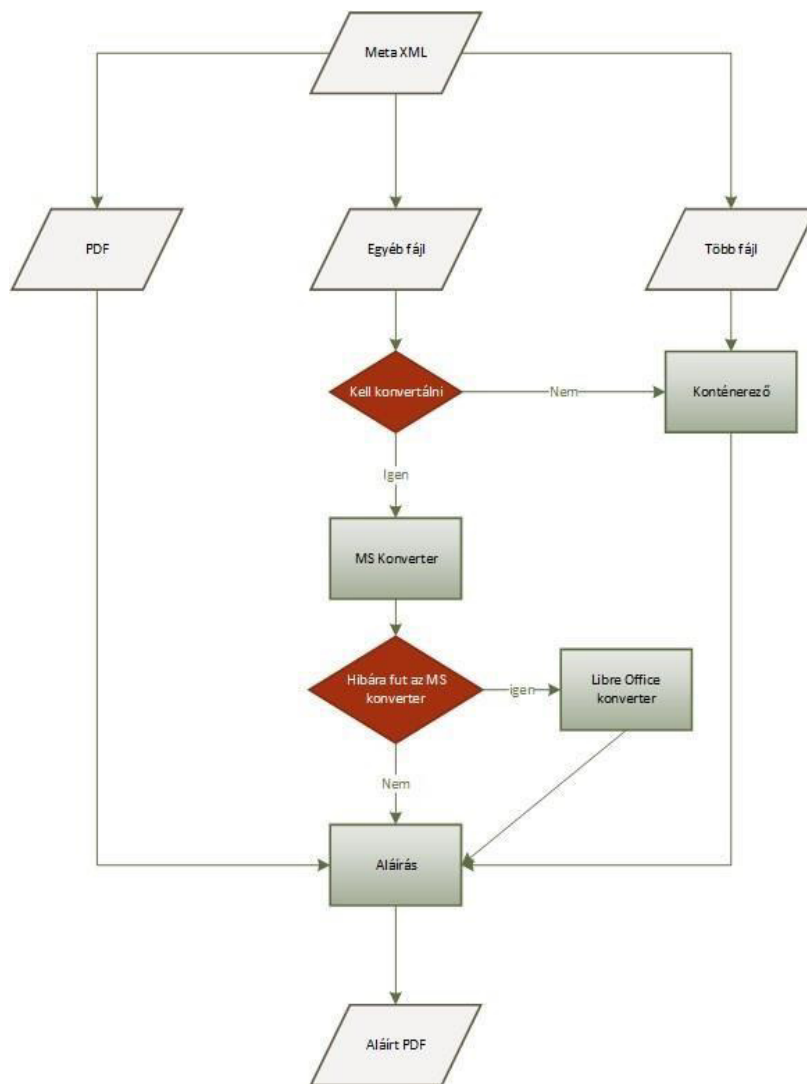 Meta XML
PDF
Egyéb fájl
Több fájl
Kell konvertálni
Nem
Konténerező
Igen
MS Konverter
Hibára fut az MS
konverter
igen
Libre Office
konverter
Nem
Aláírás
Aláírt PDF